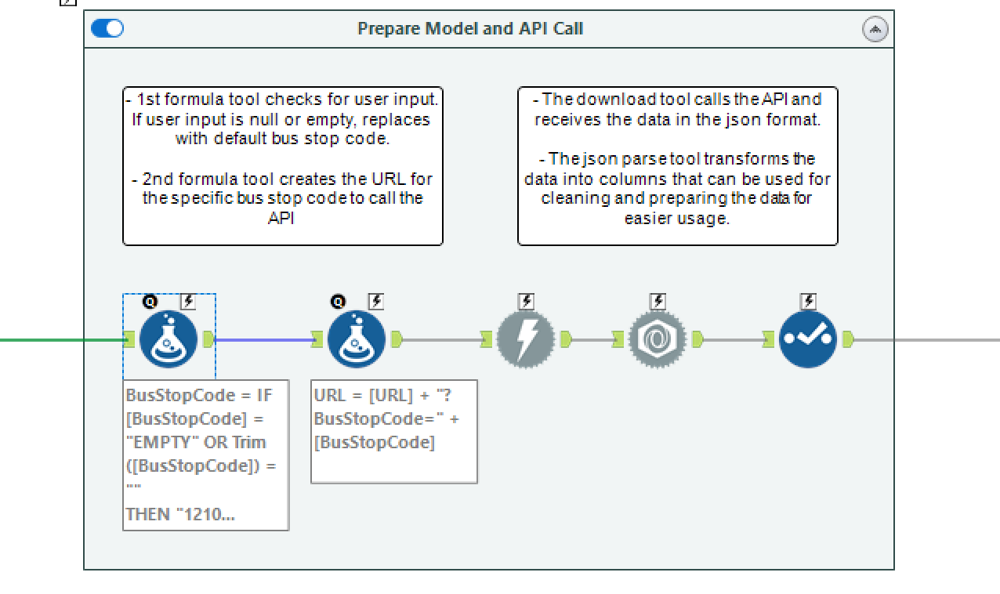 Prepare Model and API Call
- 1st formula tool checks for user input.
If user input is null or empty, replaces
with default bus stop code.
- 2nd formula tool creates the URL for
the specific bus stop code to call the
API
- The download tool calls the API and
receives the data in the json format.
- The json parse tool transforms the
data into columns that can be used for
cleaning and preparing the data for
easier usage.
Q
Q
BusStopCode = IF
[BusStopCode] =
"EMPTY" OR Trim
([BusStopCode]) =
""
THEN "1210...
URL = [URL] + "?
BusStopCode=" +
[BusStopCode]